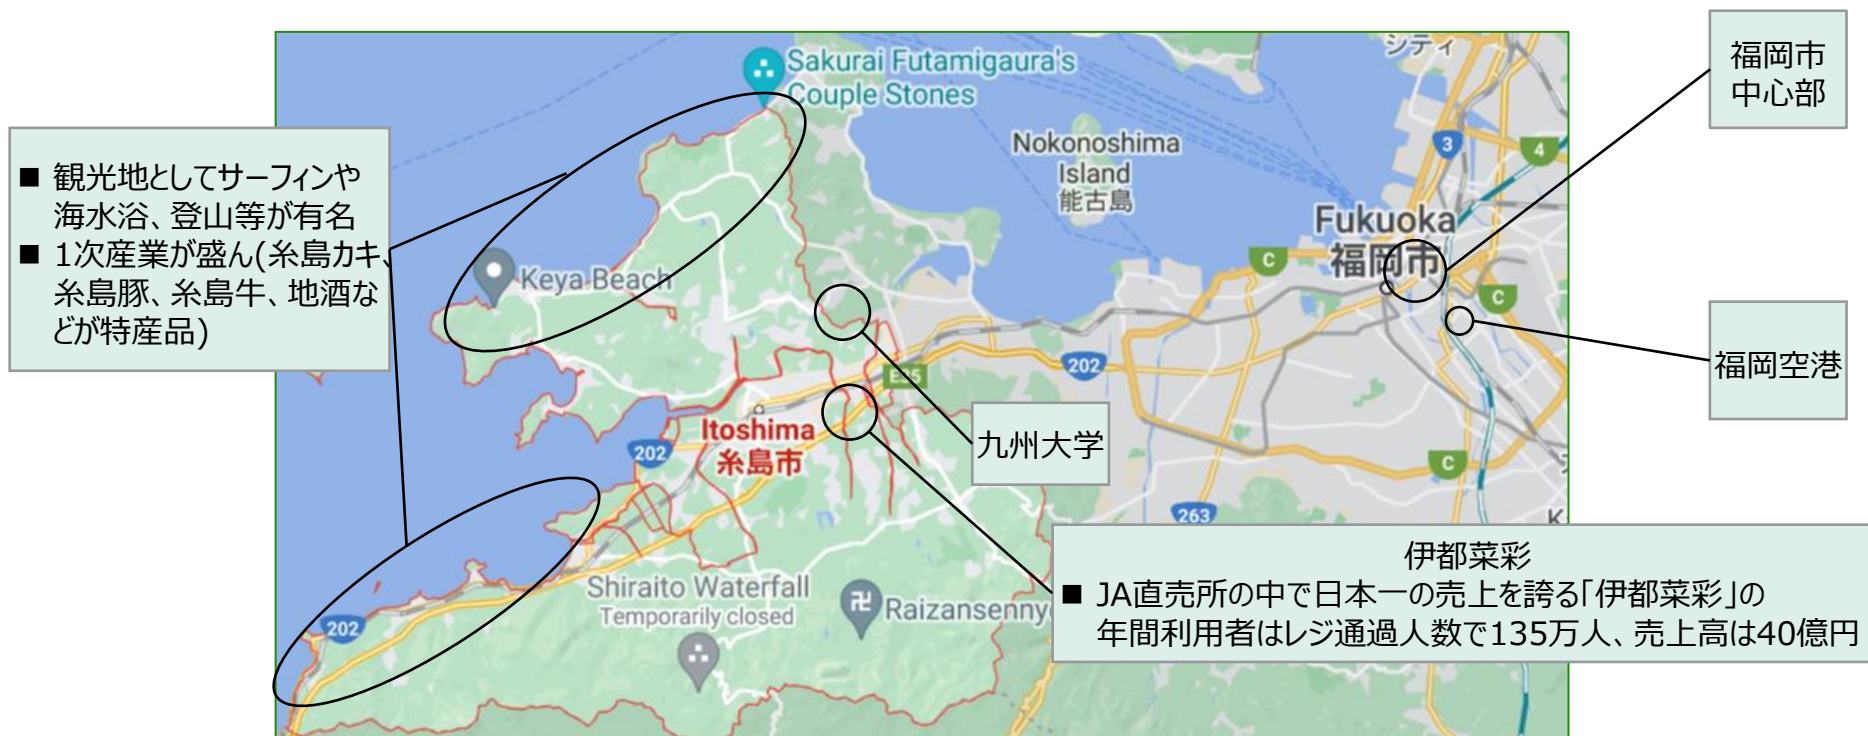 ■ 観光地としてサーフィンや
海水浴、登山等が有名
■ 1次産業が盛ん(糸島カキ、
糸島豚、糸島牛、地酒な
どが特産品)
シティ
Sakurai Futamigaura's
Couple Stones
Nokonoshima
Island
能古島
Fukuoka
福岡市
福岡市
中心部
3
4
C
C
Keya Beach
福岡空港
202
E35
九州大学
Itoshima
糸島市
202
C
263
K
Shiraito Waterfall
Temporarily closed
卍
Raizansenny
202
伊都菜彩
■ JA直売所の中で日本一の売上を誇る「伊都菜彩」の
年間利用者はレジ通過人数で135万人、売上高は40億円